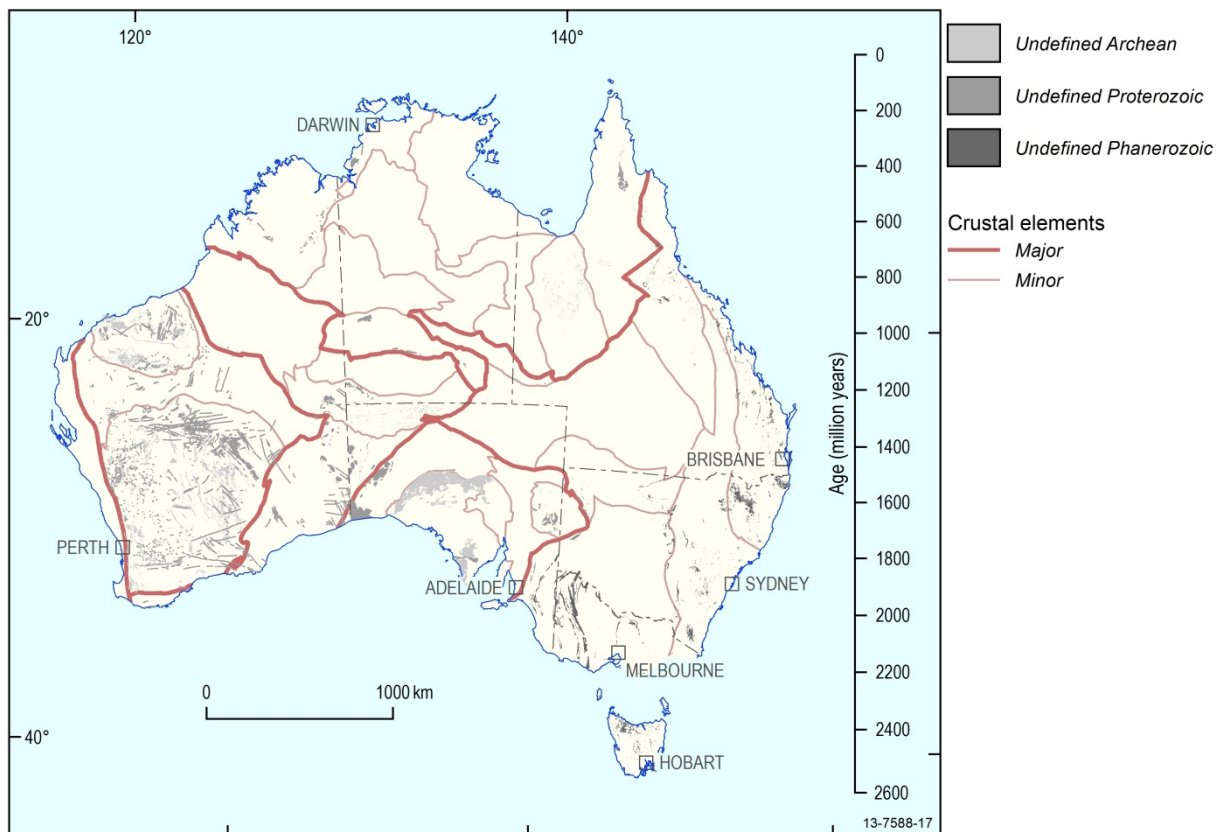 120°
140°
20°
40°
DARWIN
PERTH
ADELAIDE
BRISBANE
SYDNEY
MELBOURNE
HOBART
0
1000 km
Age (million years)
0
200
400
600
800
1000
1200
1400
1600
1800
2000
2200
2400
2600
13-7588-17
Undefined Archean
Undefined Proterozoic
Undefined Phanerozoic
Crustal elements
Major
Minor